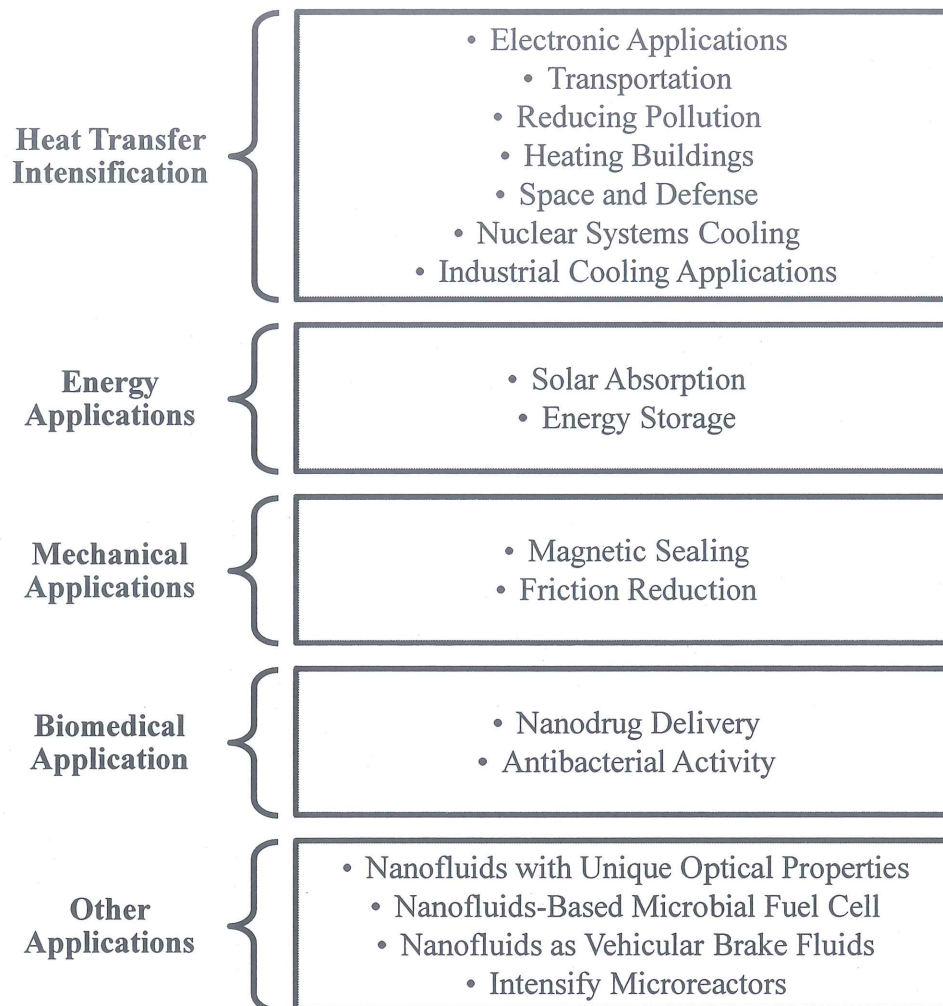 Heat Transfer
Intensification
• Electronic Applications
• Transportation
• Reducing Pollution
• Heating Buildings
• Space and Defense
• Nuclear Systems Cooling
• Industrial Cooling Applications
Energy
Applications
• Solar Absorption
• Energy Storage
Mechanical
Applications
• Magnetic Sealing
• Friction Reduction
Biomedical
Application
• Nanodrug Delivery
• Antibacterial Activity
Other
Applications
• Nanofluids with Unique Optical Properties
• Nanofluids-Based Microbial Fuel Cell
• Nanofluids as Vehicular Brake Fluids
• Intensify Microreactors